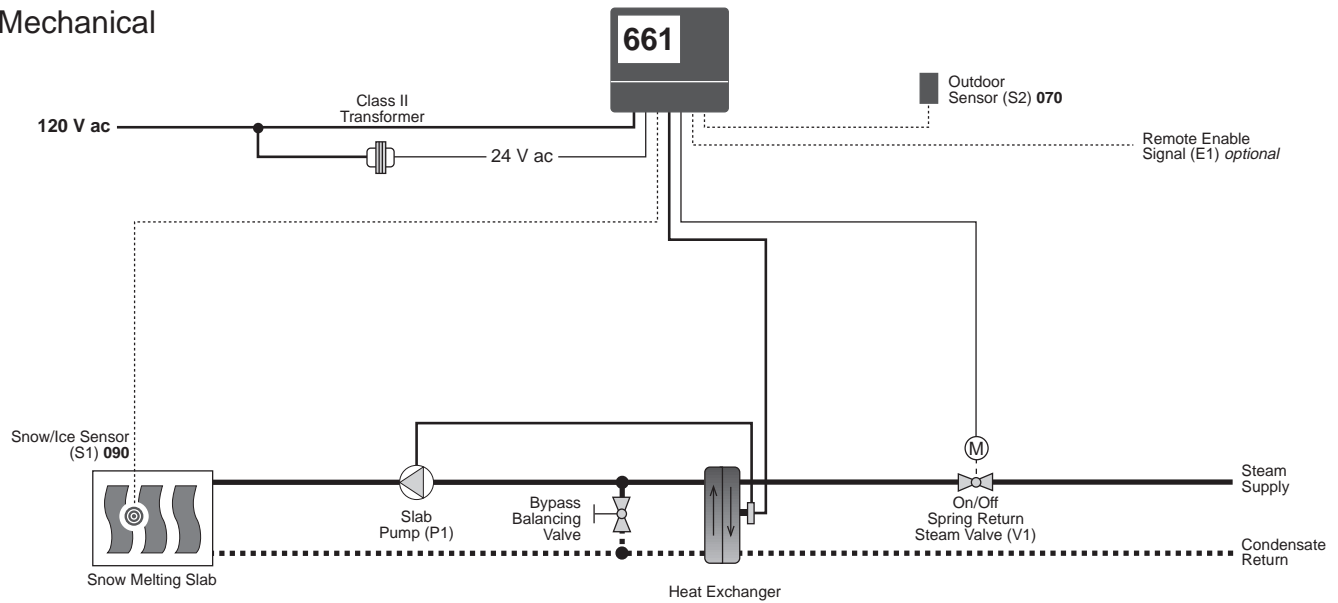 Mechanical
661
Outdoor
Sensor (S2) 070
Class II
Transformer
120 V ac
24 V ac
Remote Enable
Signal (E1) optional
Snow/Ice Sensor
(S1) 090
M
Steam
Supply
Slab
Pump (P1)
Bypass
Balancing
Valve
On/Off
Spring Return
Steam Valve (V1)
Condensate
Return
Snow Melting Slab
Heat Exchanger